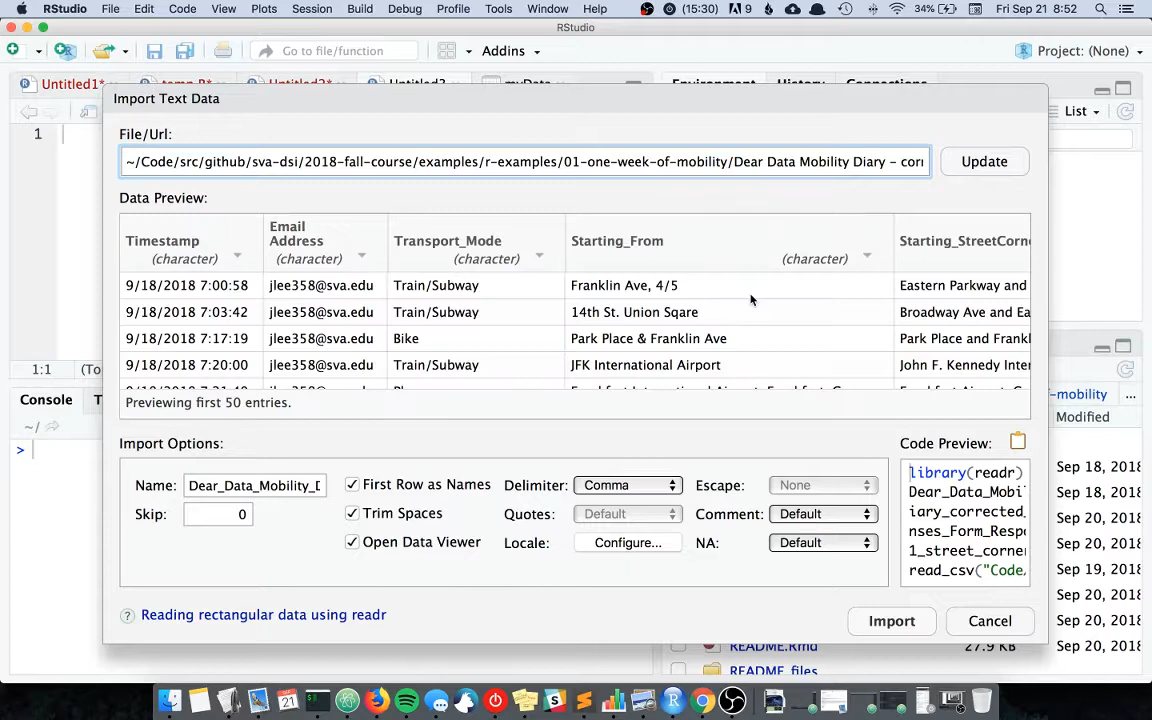 RStudio File Edit Code View Plots Session Build Debug Profile Tools Window Help (15:30) 9 34% Fri Sep 21 8:52
RStudio
Go to file/function Addins Project: (None)
Untitled1* Untitled3 myData Environment History Connections
Import Text Data
List
File/Url:
1
~/Code/src/github/sva-dsi/2018-fall-course/examples/r-examples/01-one-week-of-mobility/Dear Data Mobility Diary - corr
Update
Data Preview:
Timestamp (character) Email Address (character) Transport_Mode (character) Starting_From (character) Starting_StreetCorn
9/18/2018 7:00:58 jlee358@sva.edu Train/Subway Franklin Ave, 4/5 Eastern Parkway and
9/18/2018 7:03:42 jlee358@sva.edu Train/Subway 14th St. Union Sqare Broadway Ave and Ea
9/18/2018 7:17:19 jlee358@sva.edu Bike Park Place & Franklin Ave Park Place and Frankl
9/18/2018 7:20:00 jlee358@sva.edu Train/Subway JFK International Airport John F. Kennedy Inter
1:1 (To
Previewing first 50 entries.
Console
-mobility ...
Modified
~/
>
Import Options: Code Preview:
Name: Dear_Data_Mobility_D First Row as Names Delimiter: Comma Escape: None
Skip: 0 Trim Spaces Quotes: Default Comment: Default
Open Data Viewer Locale: Configure... NA: Default
library(readr)
Dear_Data_Mobi
iary_corrected_
nses_Form_Resp
1_street_corne
read_csv("Code/
Sep 18, 2018
Sep 18, 2018
Sep 18, 2018
Sep 18, 2018
Sep 19, 2018
Sep 20, 2018
Sep 20, 2018
Sep 20, 2018
? Reading rectangular data using readr
Import Cancel
README.Rmd 27.9 KB
README_files